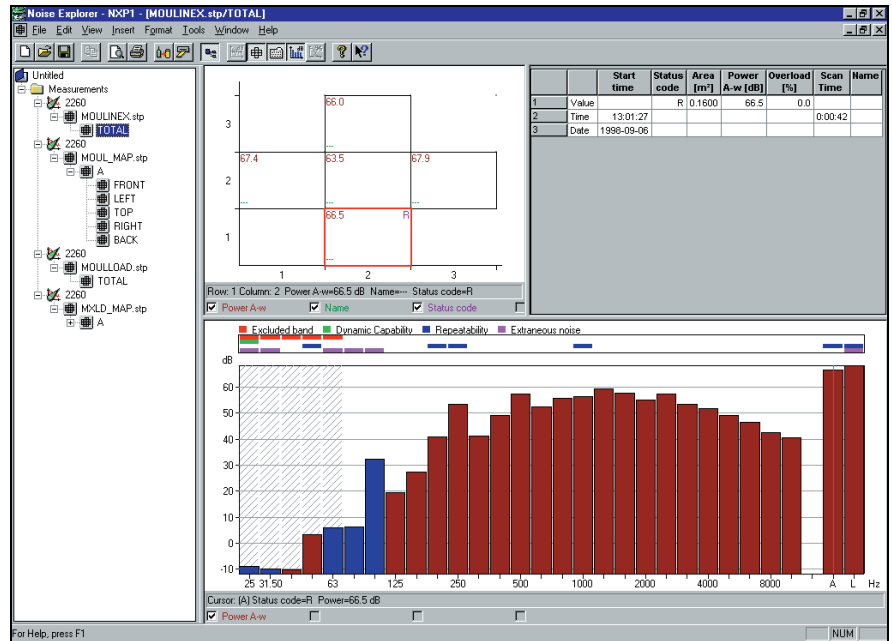 Noise Explorer - NXP1 - [MOULINEX.stp/TOTAL]
File Edit View Insert Format Tools Window Help
Untitled
Measurements
2260
MOULINEX.stp
TOTAL
2260
MOUL_MAP.stp
A
FRONT
LEFT
TOP
RIGHT
BACK
2260
MOULLOAD.stp
TOTAL
2260
MXLD_MAP.stp
A
66.0
3
---
67.4 63.5 67.9
2
--- --- ---
66.5 R
1
---
1 2 3
Row: 1 Column: 2 Power A-w=66.5 dB Name=--- Status code=R
Power A-w Name Status code
Start time Status code Area [m²] Power A-w [dB] Overload [%] Scan Time Name
1 Value R 0.1600 66.5 0.0
2 Time 13:01:27 0:00:42
3 Date 1998-09-06
Excluded band Dynamic Capability Repeatability Extraneous noise
dB
60
50
40
30
20
10
0
-10
25 31.50 63 125 250 500 1000 2000 4000 8000 A L Hz
Cursor: (A) Status code=R Power=66.5 dB
Power A-w
For Help, press F1
NUM